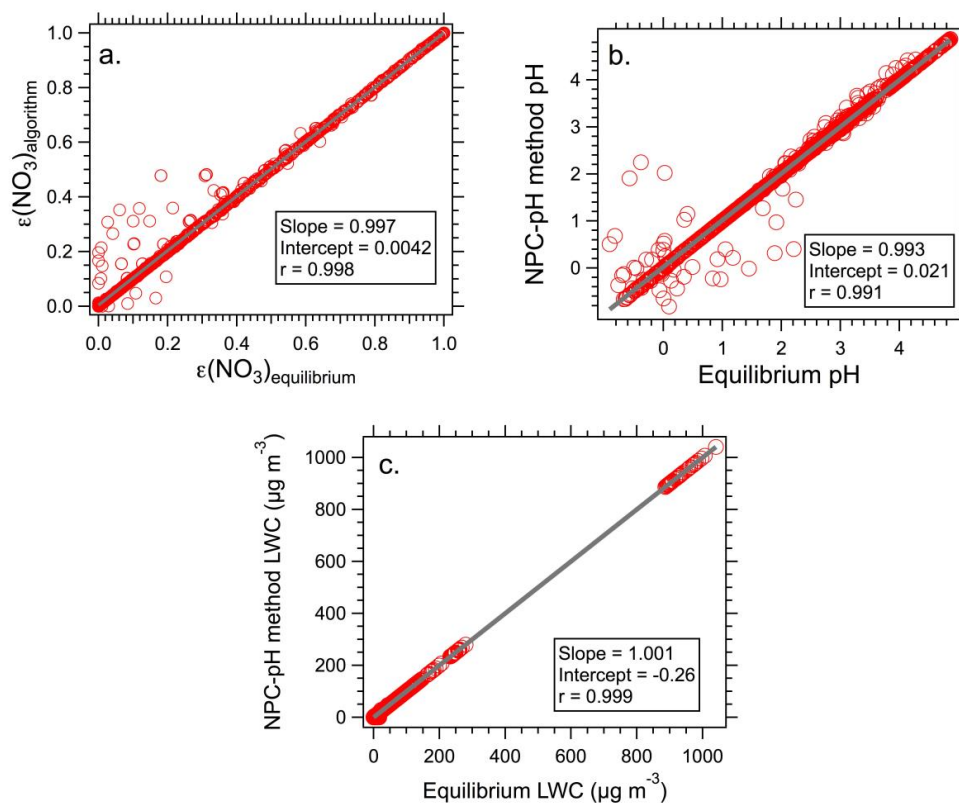 a.
ε(NO₃)algorithm
1.0
0.8
0.6
0.4
0.2
0.0
0.0 0.2 0.4 0.6 0.8 1.0
ε(NO₃)equilibrium
Slope = 0.997
Intercept = 0.0042
r = 0.998
b.
NPC-pH method pH
4
3
2
1
0
0 1 2 3 4
Equilibrium pH
Slope = 0.993
Intercept = 0.021
r = 0.991
c.
NPC-pH method LWC (µg m⁻³)
1000
800
600
400
200
0
0 200 400 600 800 1000
Equilibrium LWC (µg m⁻³)
Slope = 1.001
Intercept = -0.26
r = 0.999